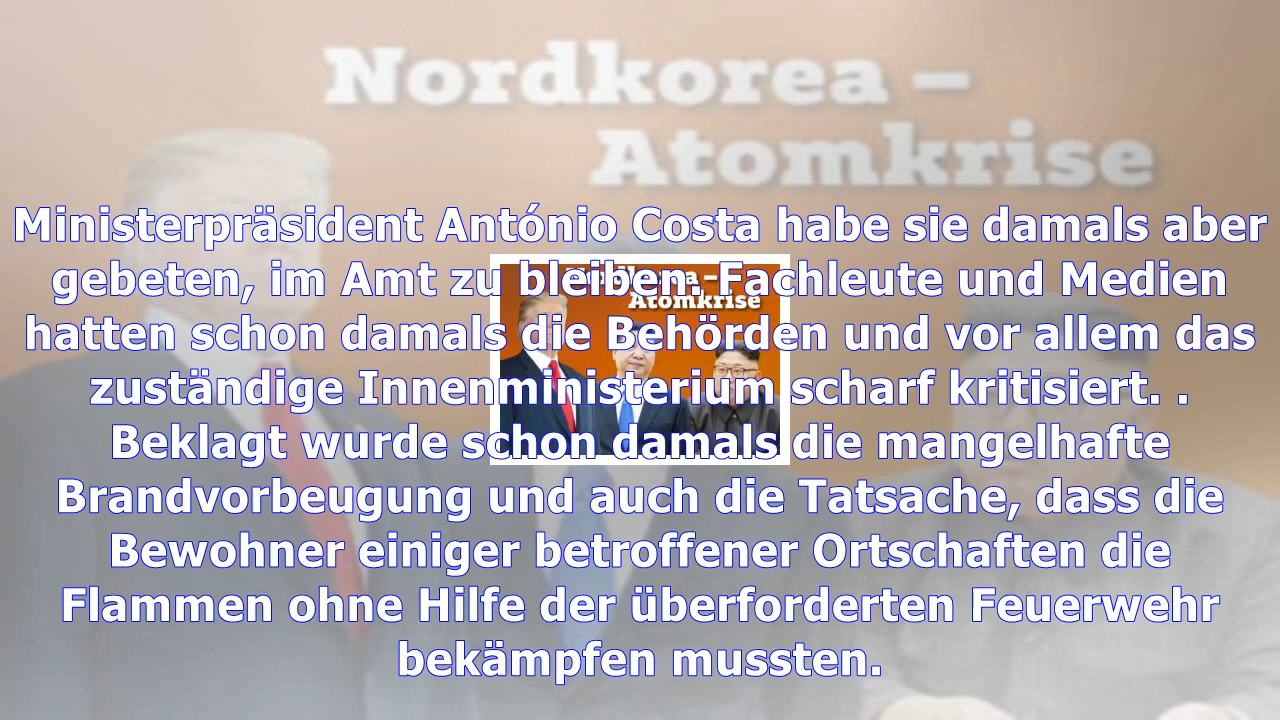 Nordkorea –
Atomkrise
Ministerpräsident António Costa habe sie damals aber
gebeten, im Amt zu bleiben. Fachleute und Medien
hatten schon damals die Behörden und vor allem das
zuständige Innenministerium scharf kritisiert. .
Beklagt wurde schon damals die mangelhafte
Brandvorbeugung und auch die Tatsache, dass die
Bewohner einiger betroffener Ortschaften die
Flammen ohne Hilfe der überforderten Feuerwehr
bekämpfen mussten.
Nordkorea –
Atomkrise